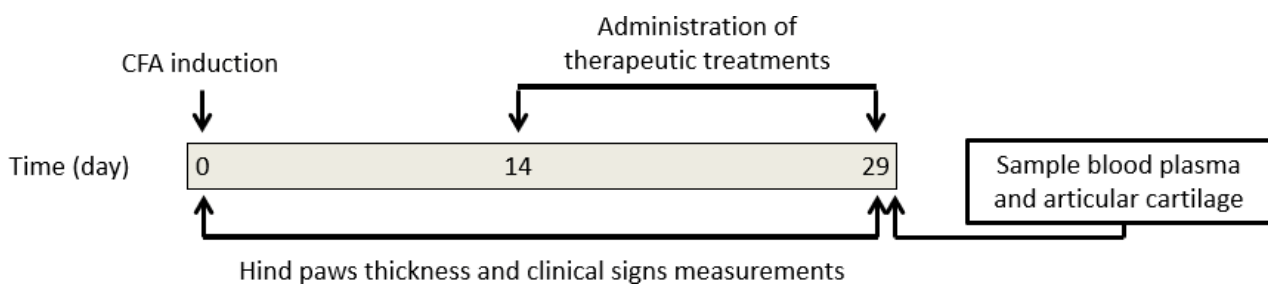 Administration of
therapeutic treatments
CFA induction
Time (day)
0
14
29
Sample blood plasma
and articular cartilage
Hind paws thickness and clinical signs measurements